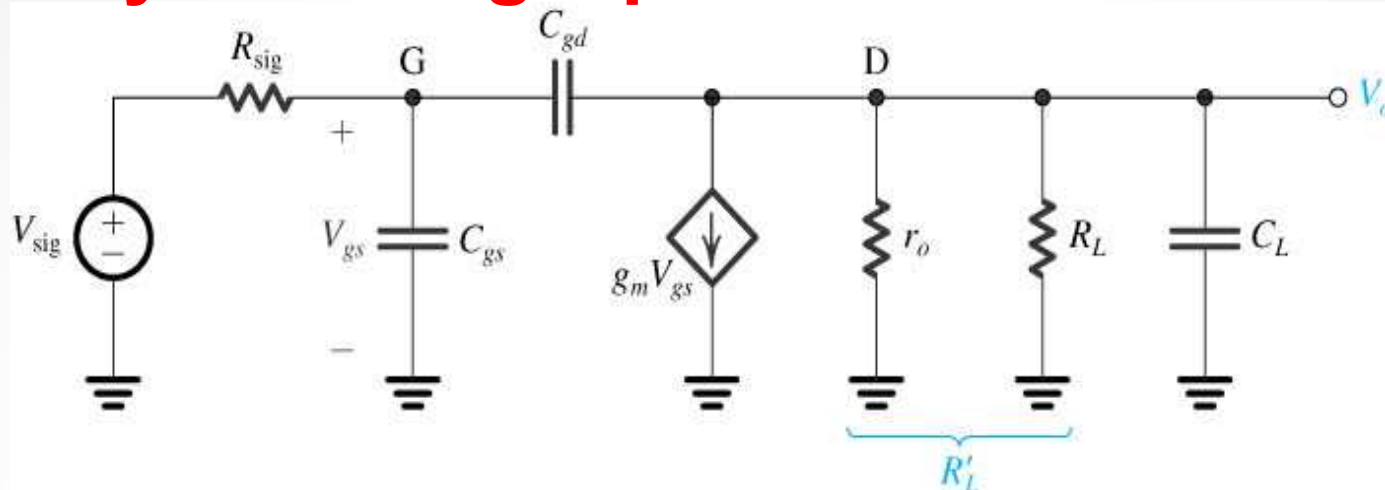 C_gd
R_sig G D
+ V_o
V_sig + − V_gs C_gs g_m V_gs r_o R_L C_L
−
R'_L